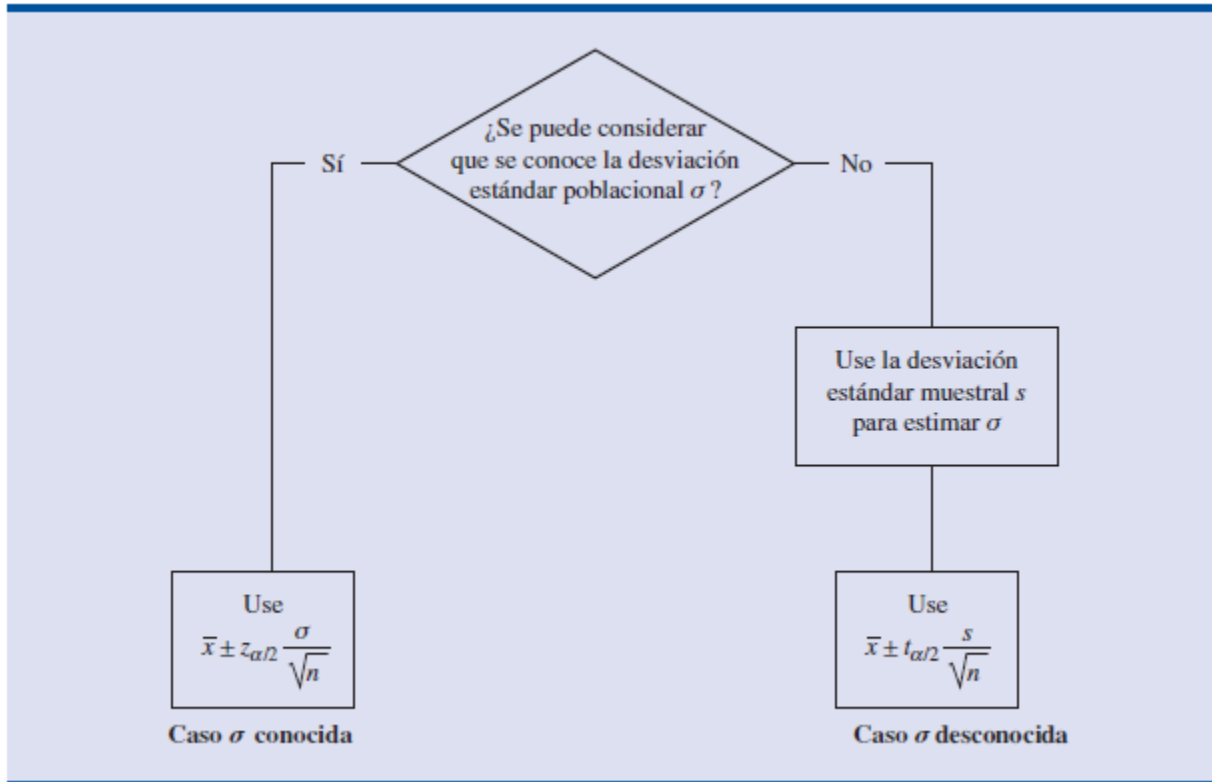 ¿Se puede considerar
que se conoce la desviación
estándar poblacional σ ?
Sí
No
Use la desviación
estándar muestral s
para estimar σ
Use
x̄ ± z_{α/2} σ/√n
Caso σ conocida
Use
x̄ ± t_{α/2} s/√n
Caso σ desconocida